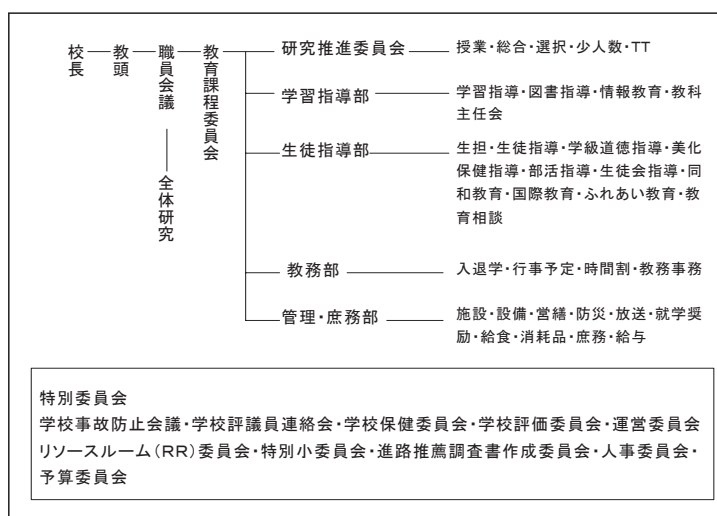 校長
教頭
職員会議
全体研究
教育課程委員会
研究推進委員会
授業・総合・選択・少人数・TT
学習指導部
学習指導・図書指導・情報教育・教科
主任会
生徒指導部
生担・生徒指導・学級道徳指導・美化
保健指導・部活指導・生徒会指導・同
和教育・国際教育・ふれあい教育・教
育相談
教務部
入退学・行事予定・時間割・教務事務
管理・庶務部
施設・設備・営繕・防災・放送・就学奨
励・給食・消耗品・庶務・給与
特別委員会
学校事故防止会議・学校評議員連絡会・学校保健委員会・学校評価委員会・運営委員会
リソースルーム(RR)委員会・特別小委員会・進路推薦調査書作成委員会・人事委員会・
予算委員会